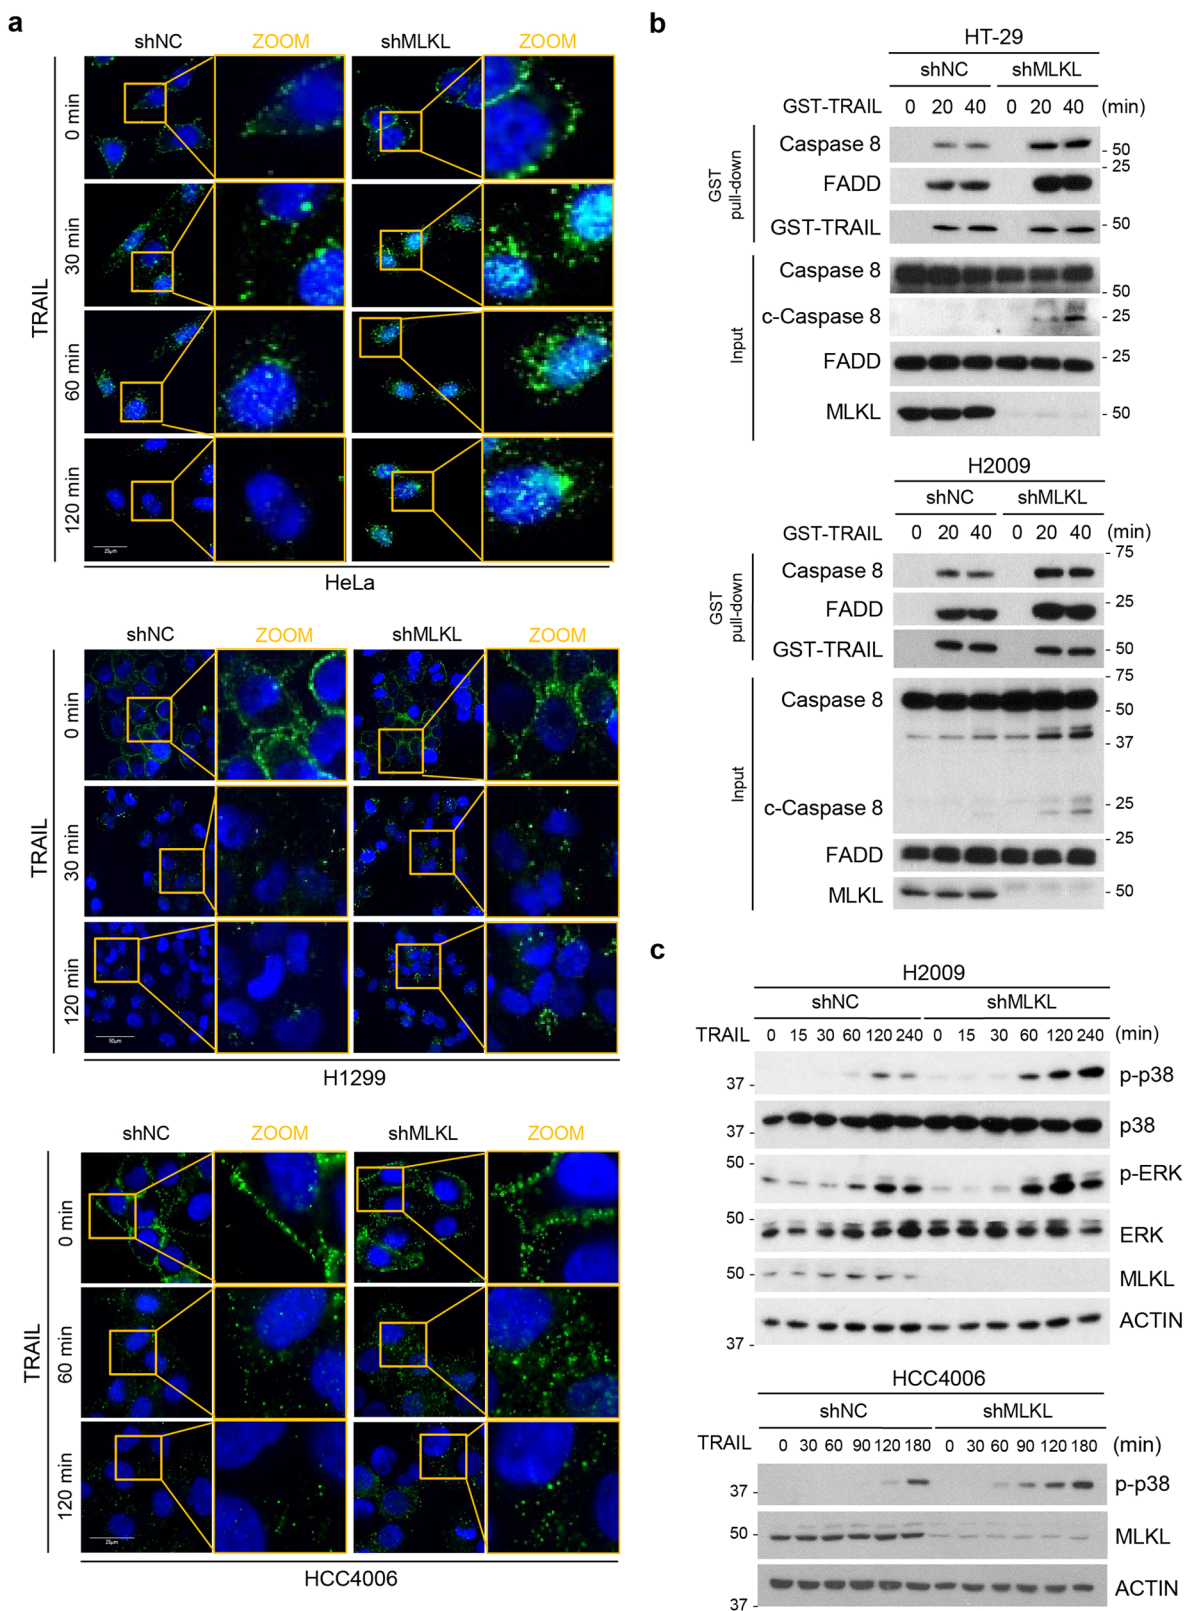 a
shNC ZOOM shMLKL ZOOM
TRAIL
0 min
30 min
60 min
120 min
25μm
HeLa
shNC ZOOM shMLKL ZOOM
TRAIL
0 min
30 min
120 min
50μm
H1299
shNC ZOOM shMLKL ZOOM
TRAIL
0 min
60 min
120 min
25μm
HCC4006
b
HT-29
shNC shMLKL
GST-TRAIL 0 20 40 0 20 40 (min)
GST pull-down
Caspase 8 - 50
- 25
FADD
GST-TRAIL - 50
Input
Caspase 8
- 50
c-Caspase 8 - 25
FADD - 25
MLKL - 50
H2009
shNC shMLKL
GST-TRAIL 0 20 40 0 20 40 (min)
- 75
GST pull-down
Caspase 8
FADD - 25
GST-TRAIL - 50
- 75
Input
Caspase 8 - 50
- 37
c-Caspase 8 - 25
- 25
FADD
MLKL - 50
c
H2009
shNC shMLKL
TRAIL 0 15 30 60 120 240 0 15 30 60 120 240 (min)
37 - p-p38
37 - p38
50 - p-ERK
50 - ERK
50 - MLKL
37 - ACTIN
HCC4006
shNC shMLKL
TRAIL 0 30 60 90 120 180 0 30 60 90 120 180 (min)
37 - p-p38
50 - MLKL
37 - ACTIN